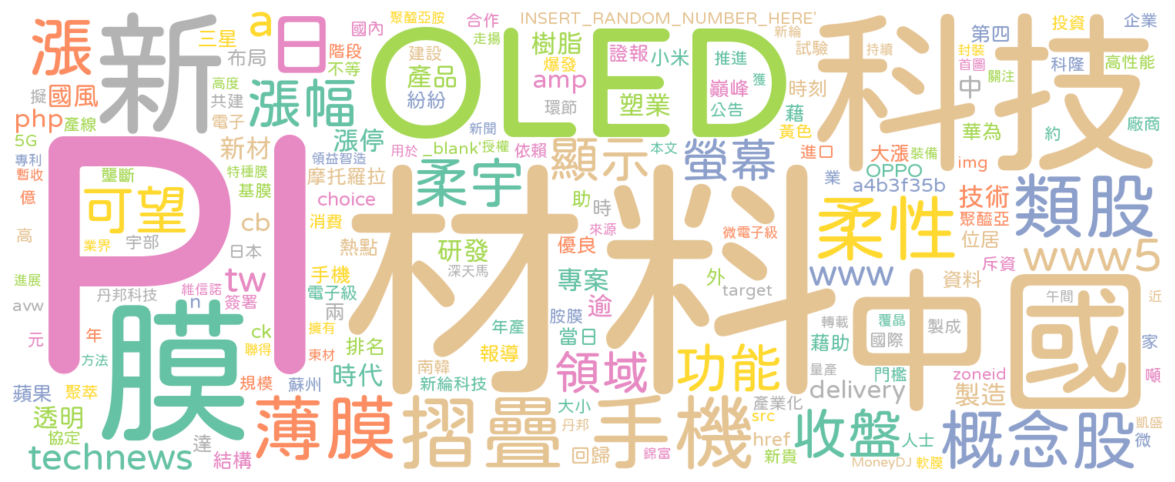 漲
新
a
日
三星
布局
國內
聚醯亞胺
走揚
合作
INSERT_RANDOM_NUMBER_HERE'
新綸
持續
第四
投資
企業
OLED
科技
階段
不等
建設
產品
紛紛
爆發
樹脂
amp
環節
證報
小米
塑業
推進
巔峰
公告
獲
試驗
時刻
藉
黃色
封裝
首圖
關注
中
科隆
高性能
華為
約
廠商
擬
國風
php
產線
5G
專利
暫收
高度
共建
電子
漲幅
漲停
新材
領益智造
特種膜
基膜
壟斷
新聞
_blank'
授權
用於
依賴
本文
顯示
螢幕
進口
業
大漲
裝備
OPPO
a4b3f35b
img
技術
聚醯亞
PI
材料
中國
可望
業界
宇部
億
高
cb
日本
摩托羅拉
choice
消費
熱點
柔宇
研發
深天馬
助
時
來源
優良
微電子級
柔性
位居
斥資
類股
www5
進展
avw
元
丹邦科技
維信諾
n
tw
簽署
手機
電子級
兩
專案
逾
外
target
www
資料
午間
近
膜
年
方法
ck
聯得
擁有
東材
排名
年產
胺膜
當日
報導
轉載
覆晶
國際
製成
藉助
量產
門檻
家
噸
蘋果
聚萃
規模
蘇州
時代
南韓
新綸科技
領域
功能
delivery
zoneid
製造
透明
協定
達
結構
technews
薄膜
摺疊
大小
丹邦
回歸
錦富
手機
產業化
src
href
新貴
收盤
人士
MoneyDJ
軟膜
概念股
凱盛
微